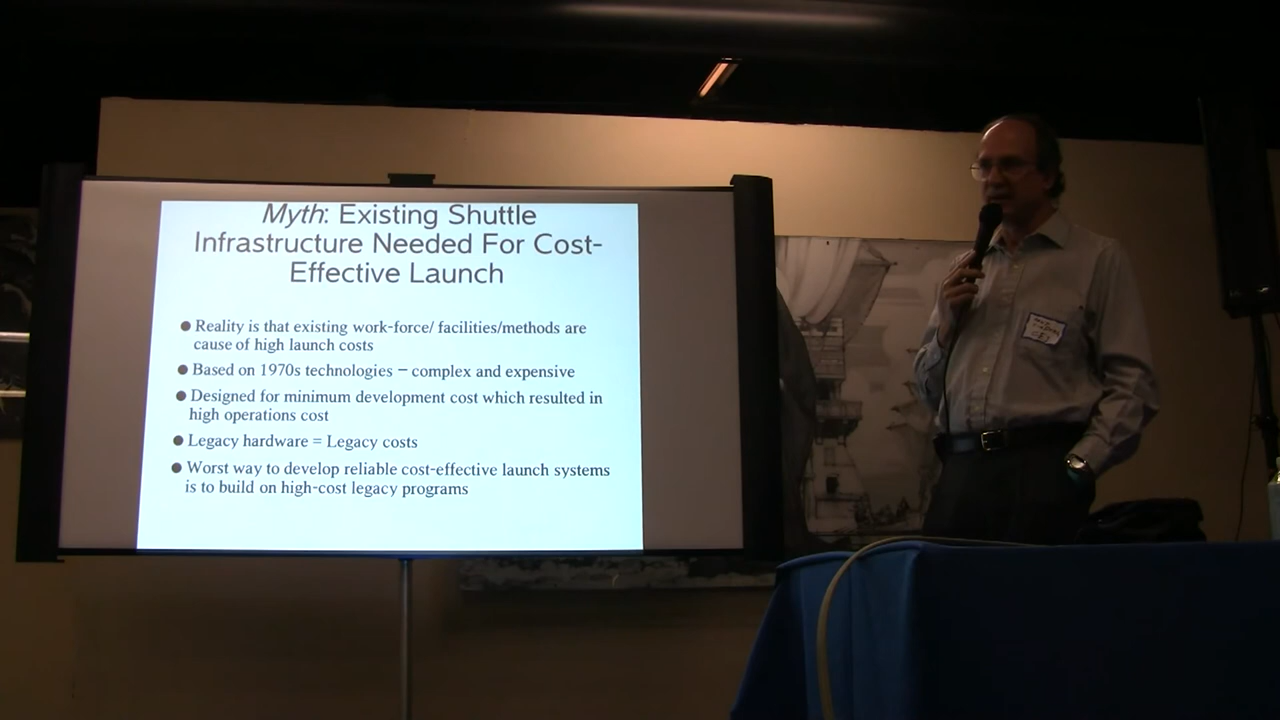 Myth: Existing Shuttle
Infrastructure Needed For Cost-
Effective Launch
● Reality is that existing work-force/ facilities/methods are
cause of high launch costs
● Based on 1970s technologies – complex and expensive
● Designed for minimum development cost which resulted in
high operations cost
● Legacy hardware = Legacy costs
● Worst way to develop reliable cost-effective launch systems
is to build on high-cost legacy programs